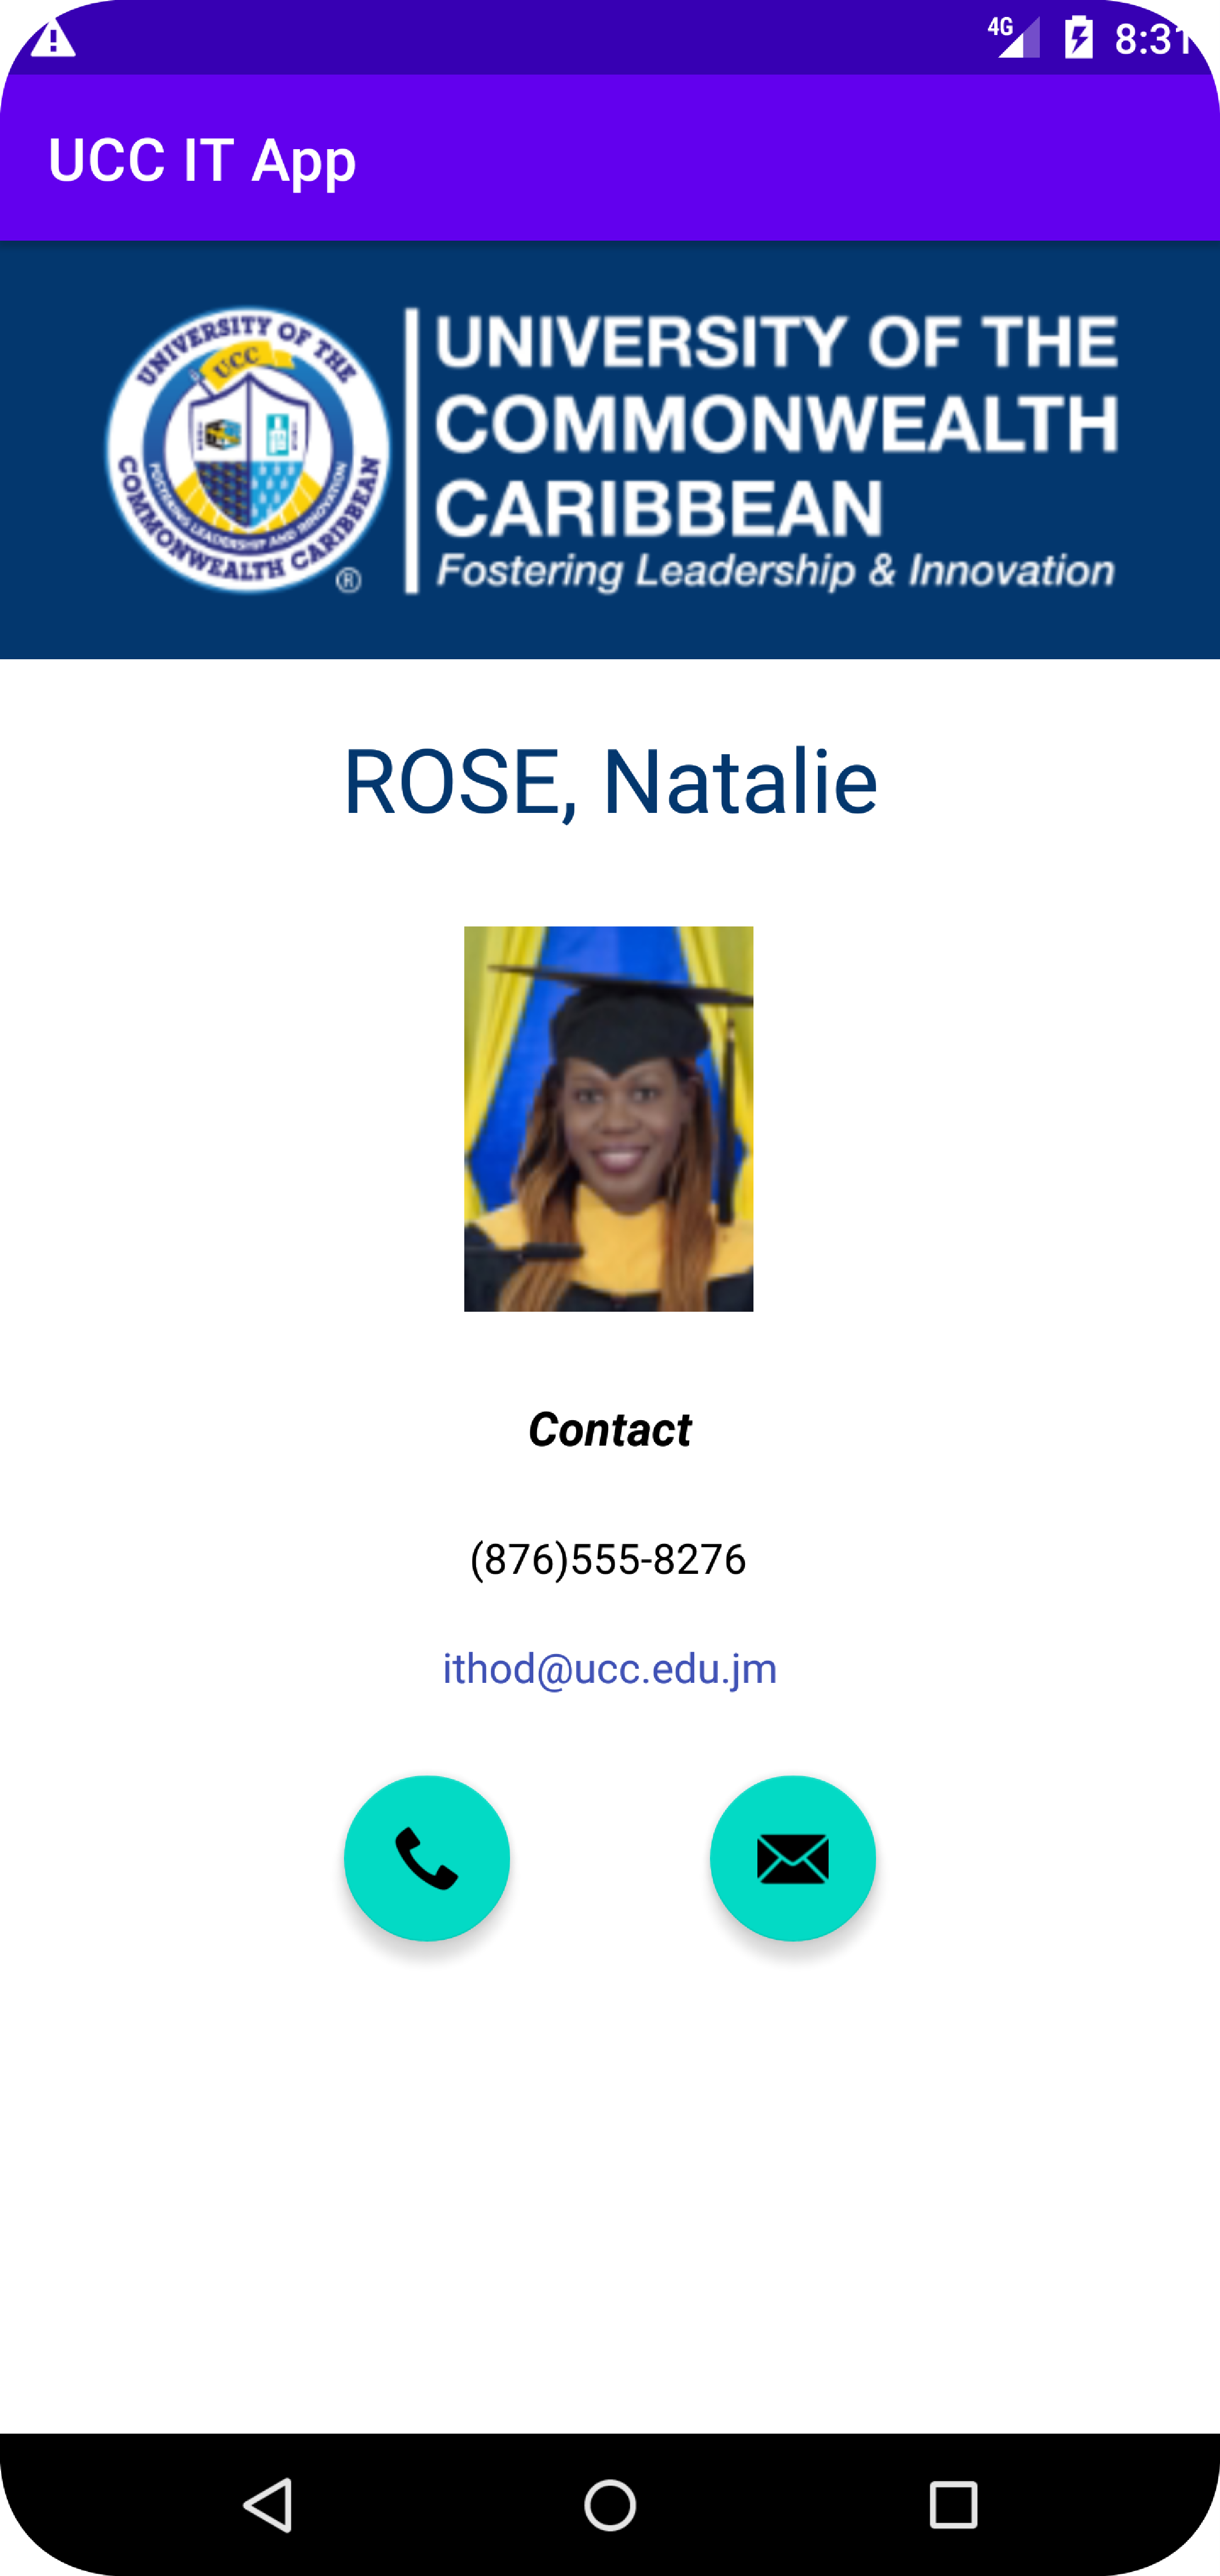 4G 8:31
UCC IT App
UNIVERSITY OF THE
COMMONWEALTH CARIBBEAN
UCC
FOSTERING LEADERSHIP AND INNOVATION
®
UNIVERSITY OF THE
COMMONWEALTH
CARIBBEAN
Fostering Leadership & Innovation
ROSE, Natalie
Contact
(876)555-8276
ithod@ucc.edu.jm